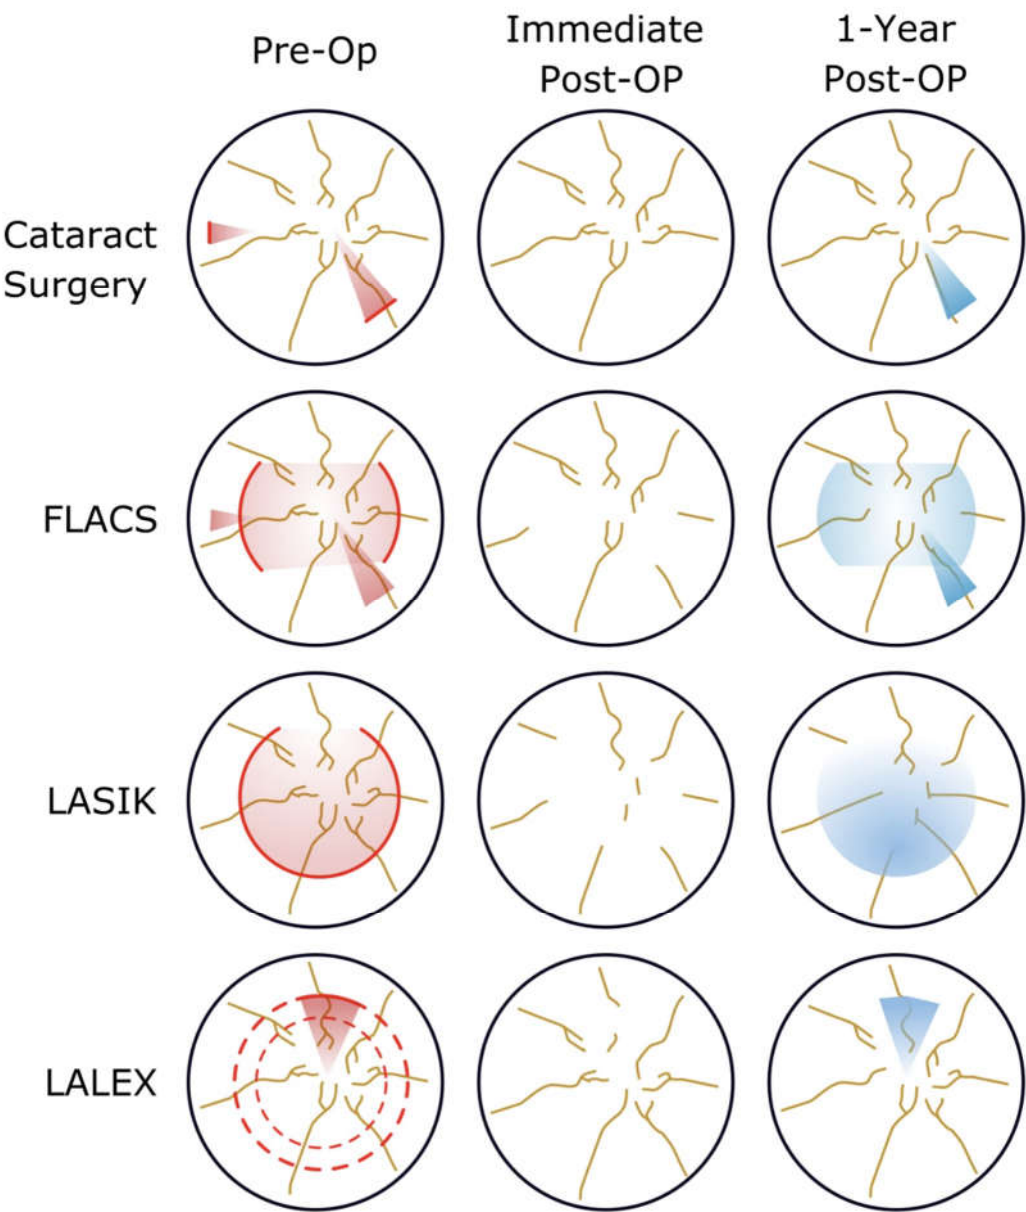 Pre-Op
Immediate
Post-OP
1-Year
Post-OP
Cataract
Surgery
FLACS
LASIK
LALEX